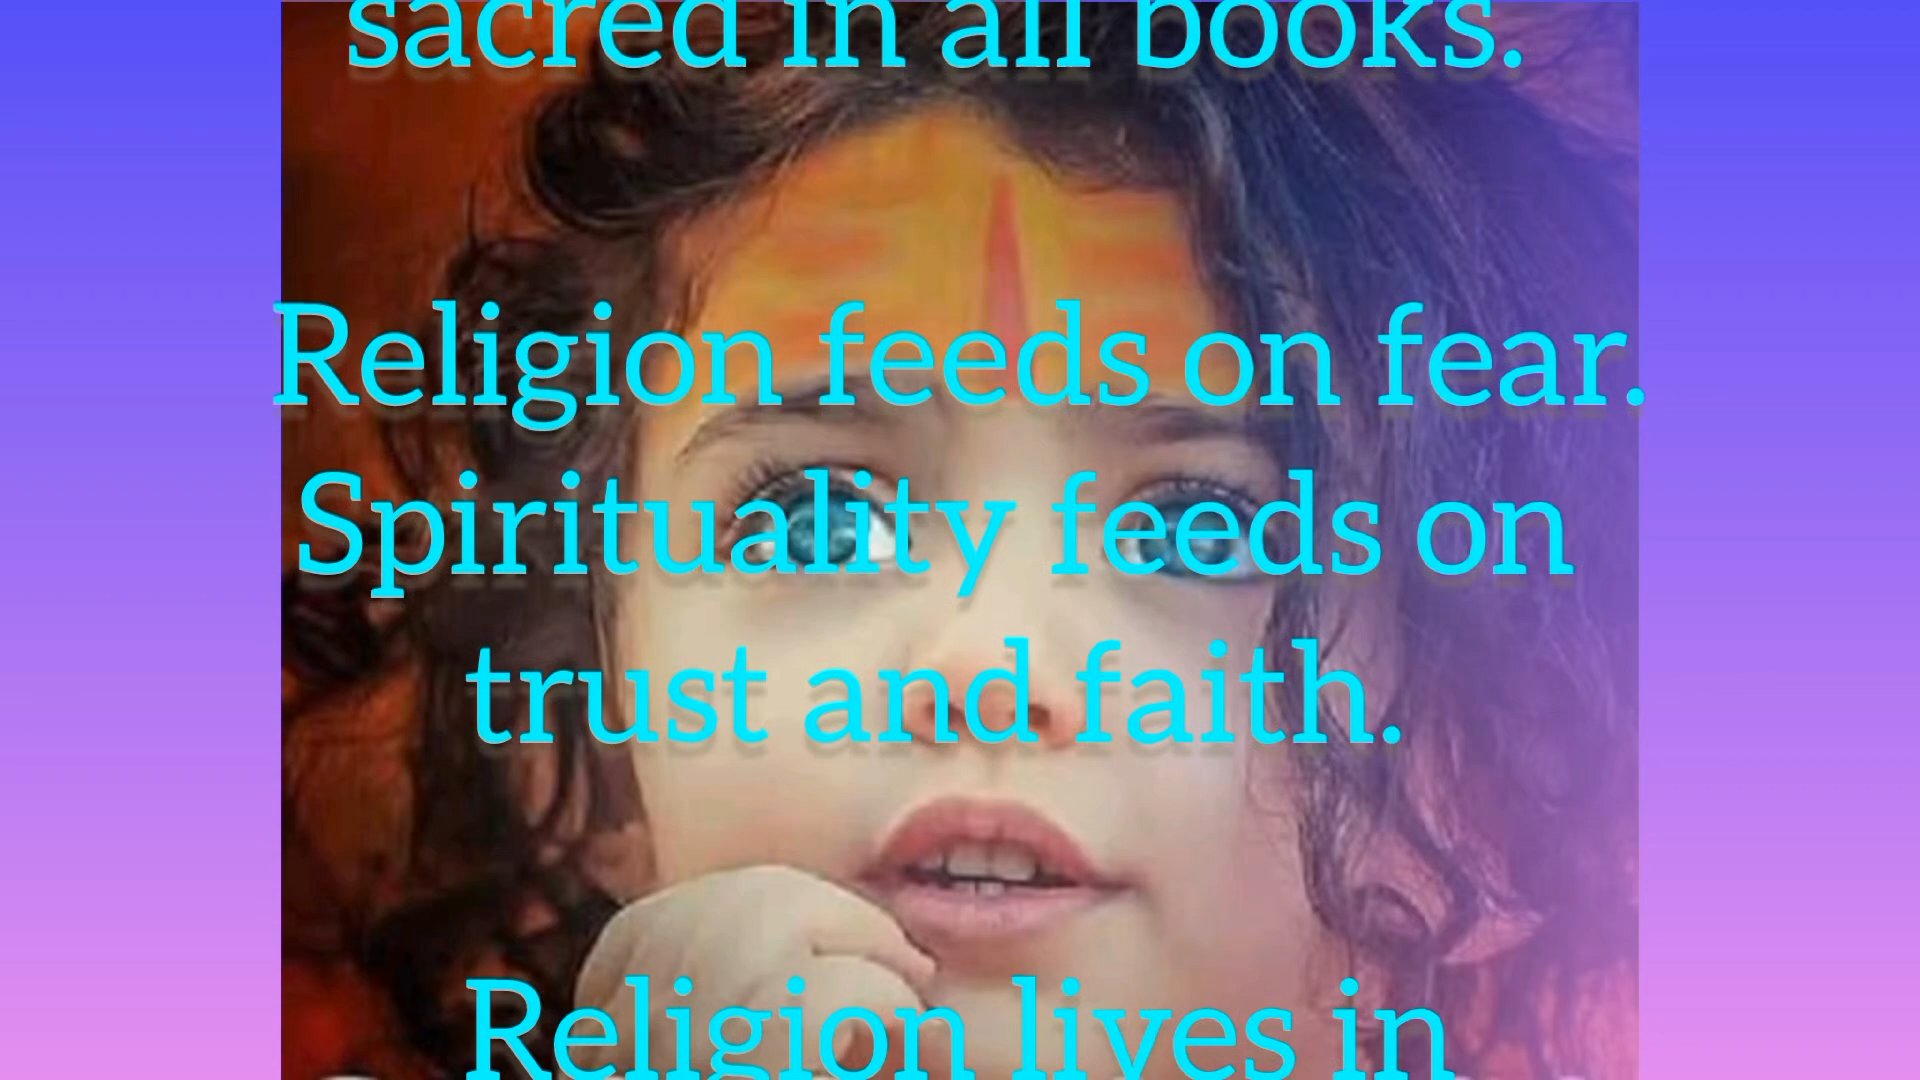 sacred in all books.
Religion feeds on fear.
Spirituality feeds on
trust and faith.
Religion lives in